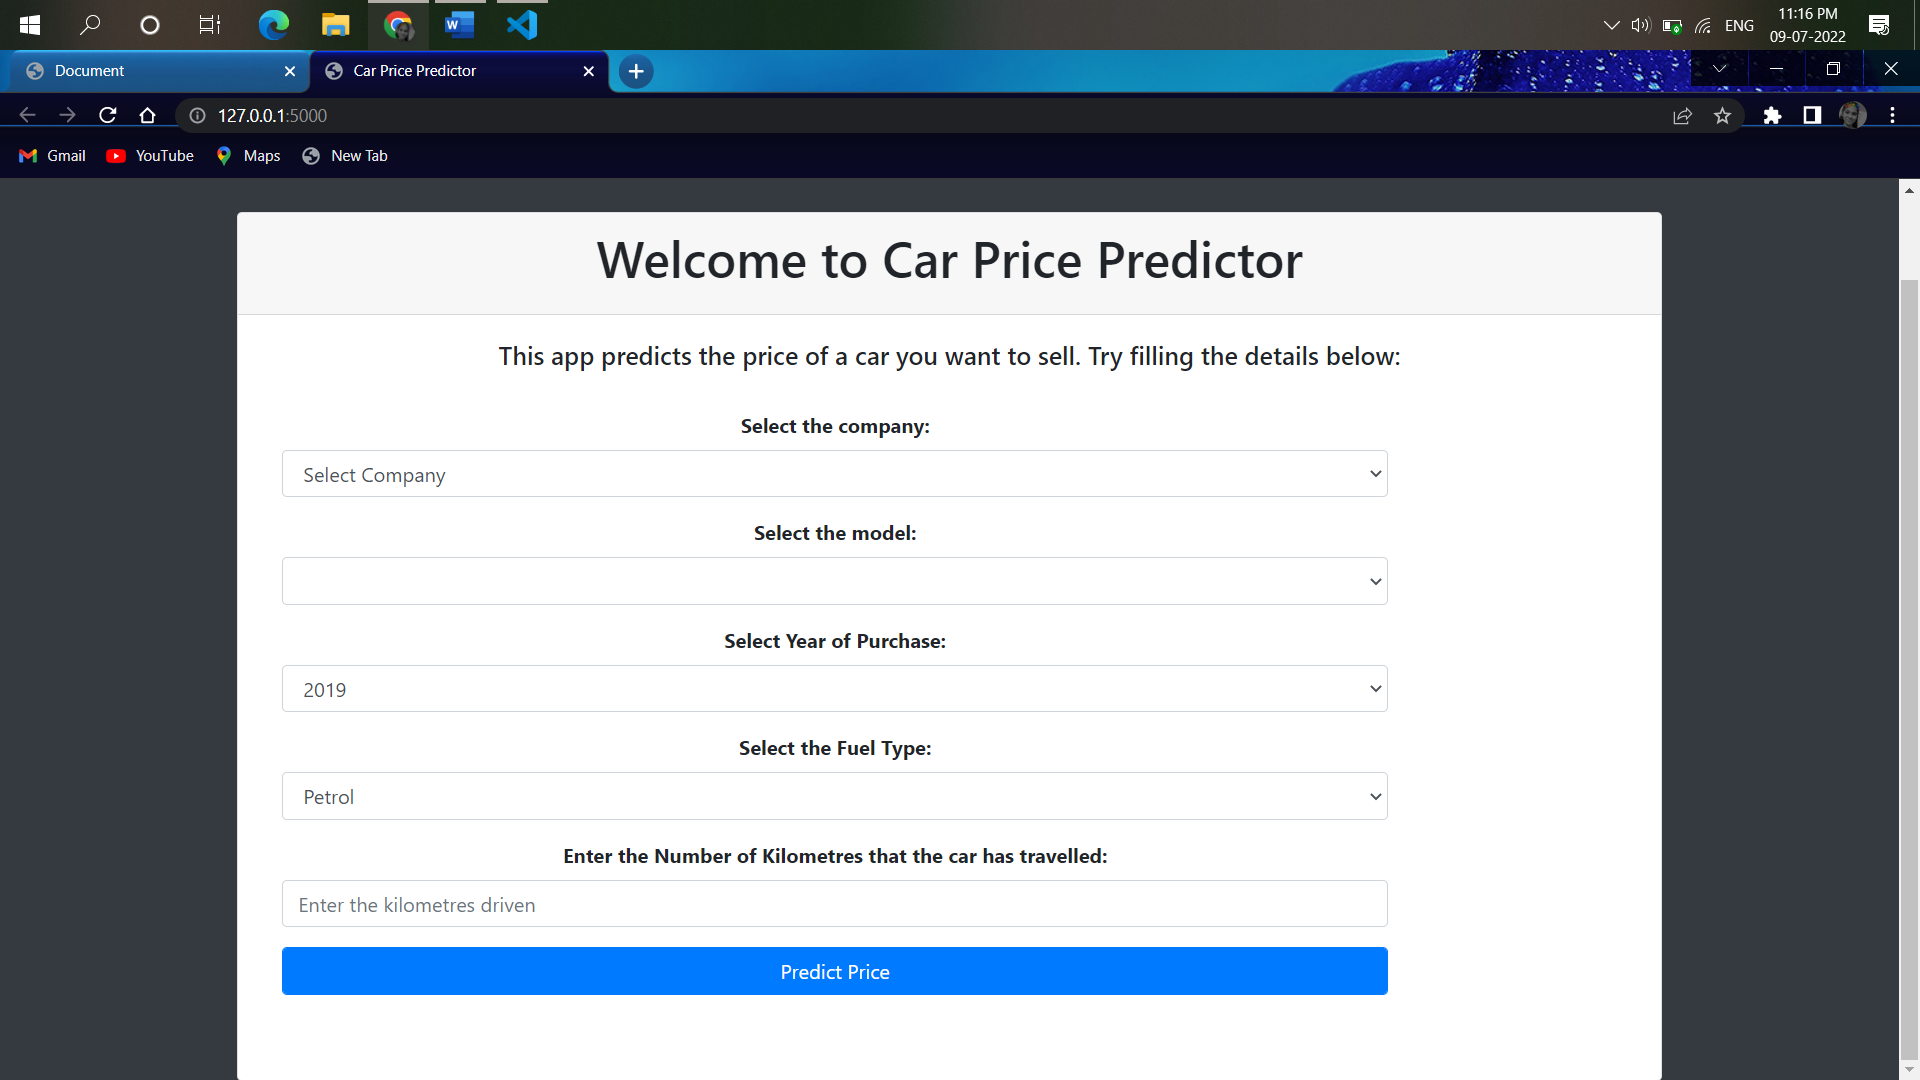 11:16 PM
ENG
09-07-2022
Document
Car Price Predictor
127.0.0.1:5000
Gmail
YouTube
Maps
New Tab
Welcome to Car Price Predictor
This app predicts the price of a car you want to sell. Try filling the details below:
Select the company:
Select Company
Select the model:
Select Year of Purchase:
2019
Select the Fuel Type:
Petrol
Enter the Number of Kilometres that the car has travelled:
Enter the kilometres driven
Predict Price